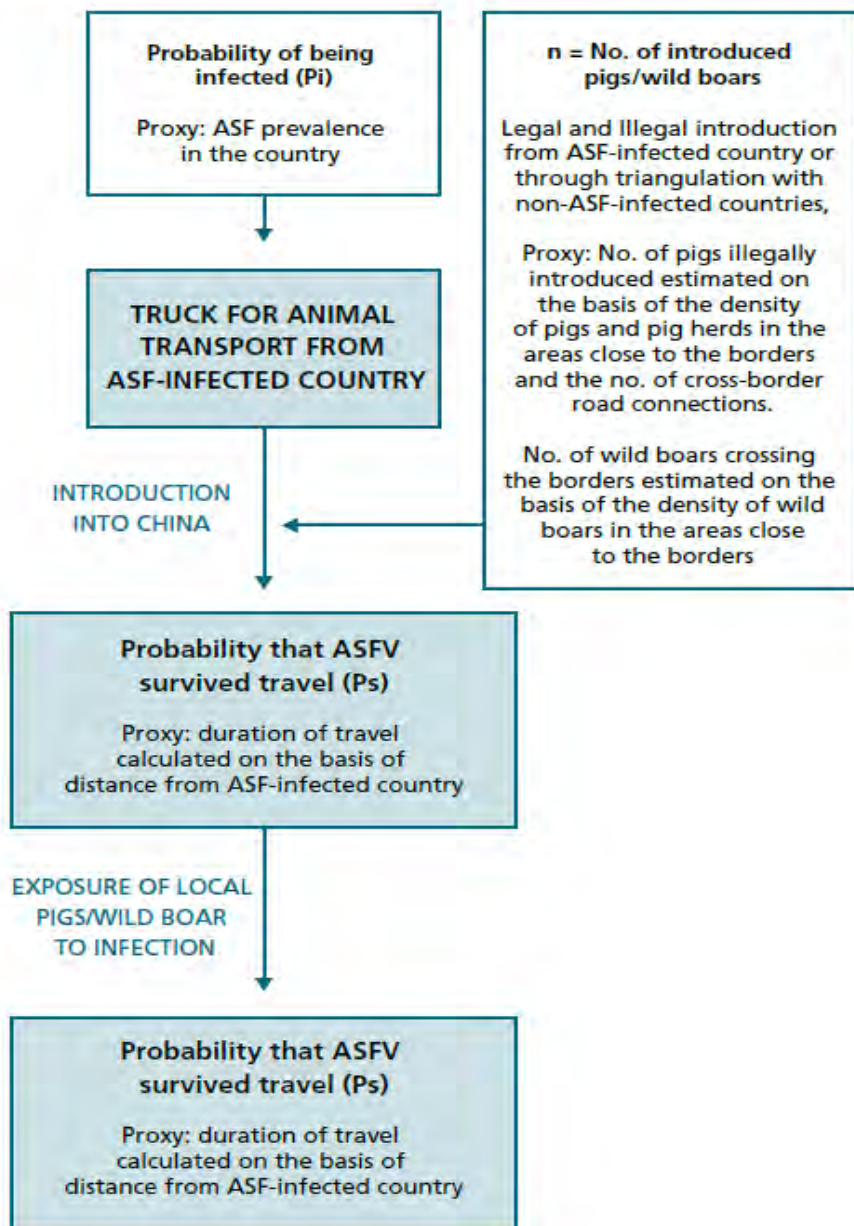 Probability of being
infected (Pi)
Proxy: ASF prevalence
in the country
n = No. of introduced
pigs/wild boars
Legal and Illegal introduction
from ASF-infected country or
through triangulation with
non-ASF-infected countries,
Proxy: No. of pigs illegally
introduced estimated on
the basis of the density
of pigs and pig herds in the
areas close to the borders
and the no. of cross-border
road connections.
No. of wild boars crossing
the borders estimated on the
basis of the density of wild
boars in the areas close
to the borders
TRUCK FOR ANIMAL
TRANSPORT FROM
ASF-INFECTED COUNTRY
INTRODUCTION
INTO CHINA
Probability that ASFV
survived travel (Ps)
Proxy: duration of travel
calculated on the basis of
distance from ASF-infected country
EXPOSURE OF LOCAL
PIGS/WILD BOAR
TO INFECTION
Probability that ASFV
survived travel (Ps)
Proxy: duration of travel
calculated on the basis of
distance from ASF-infected country